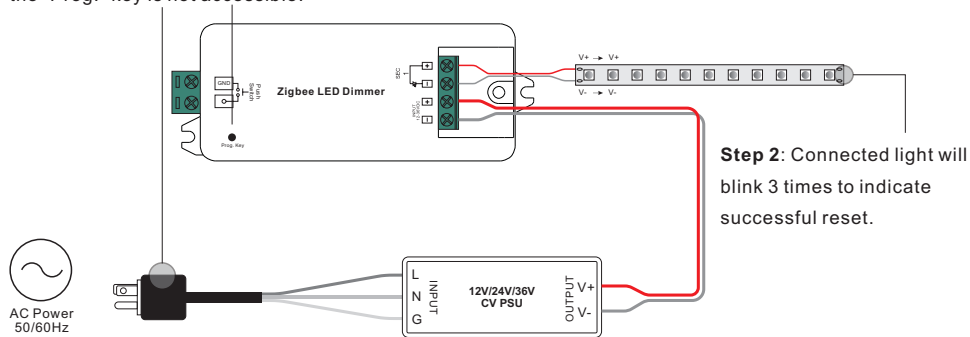 the "Prog." key is not accessible.
V+ → V+
V- → V-
GND
Push
Switch
Zigbee LED Dimmer
SEC
+
-
+
-
Prog. Key
Step 2: Connected light will
blink 3 times to indicate
successful reset.
AC Power
50/60Hz
L
N
G
INPUT
12V/24V/36V
CV PSU
OUTPUT
V+
V-